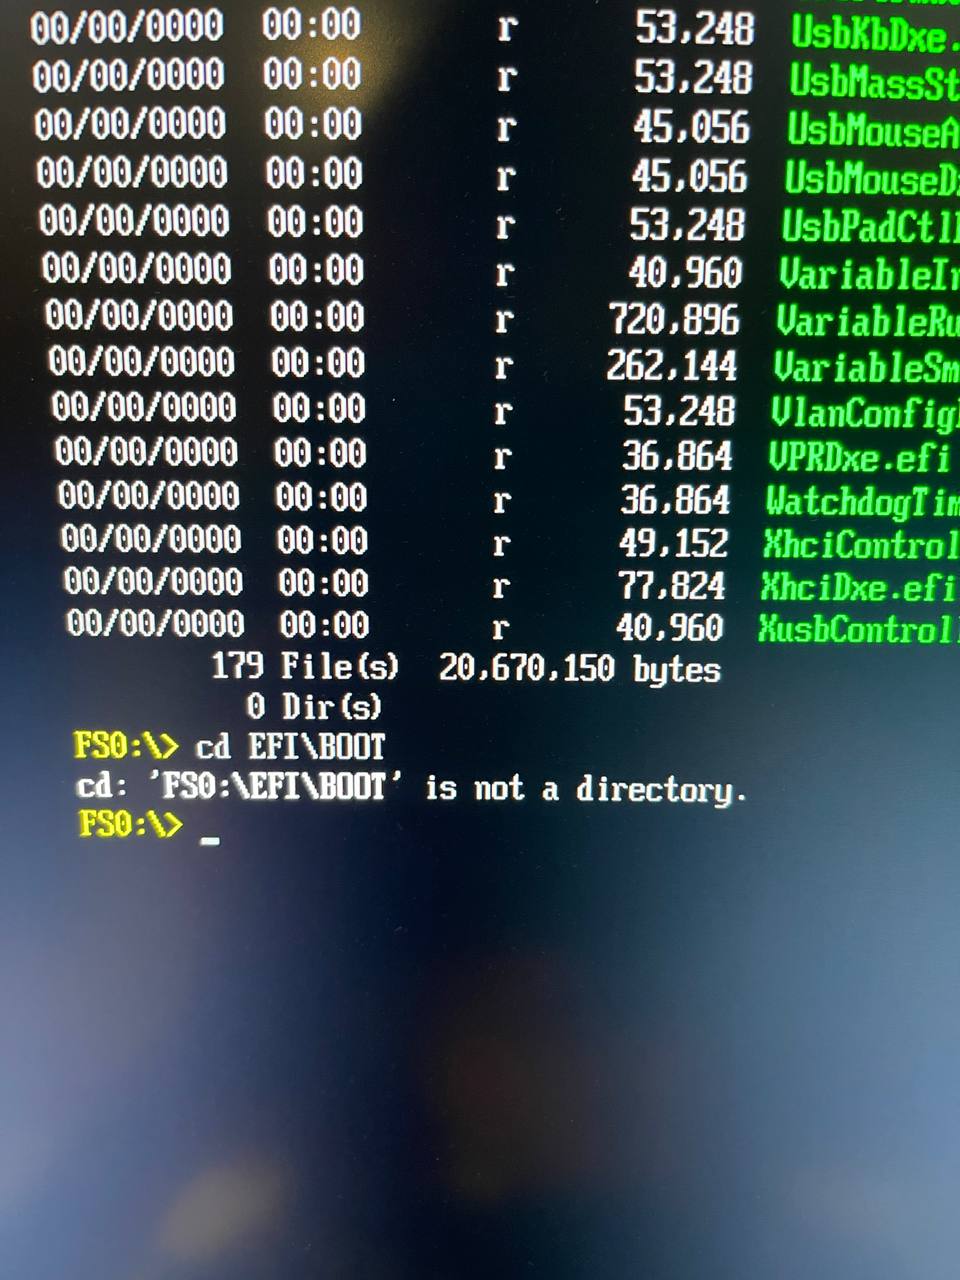 00/00/0000 00:00 r 53,248 UsbKbDxe.
00/00/0000 00:00 r 53,248 UsbMassSt
00/00/0000 00:00 r 45,056 UsbMouseA
00/00/0000 00:00 r 45,056 UsbMouseD
00/00/0000 00:00 r 53,248 UsbPadCtl
00/00/0000 00:00 r 40,960 VariableIn
00/00/0000 00:00 r 720,896 VariableRu
00/00/0000 00:00 r 262,144 VariableSm
00/00/0000 00:00 r 53,248 VlanConfig
00/00/0000 00:00 r 36,864 VPRDxe.efi
00/00/0000 00:00 r 36,864 WatchdogTim
00/00/0000 00:00 r 49,152 XhciControl
00/00/0000 00:00 r 77,824 XhciDxe.efi
00/00/0000 00:00 r 40,960 XusbControl
179 File(s) 20,670,150 bytes
0 Dir(s)
FS0:\> cd EFI\BOOT
cd: 'FS0:\EFI\BOOT' is not a directory.
FS0:\> _